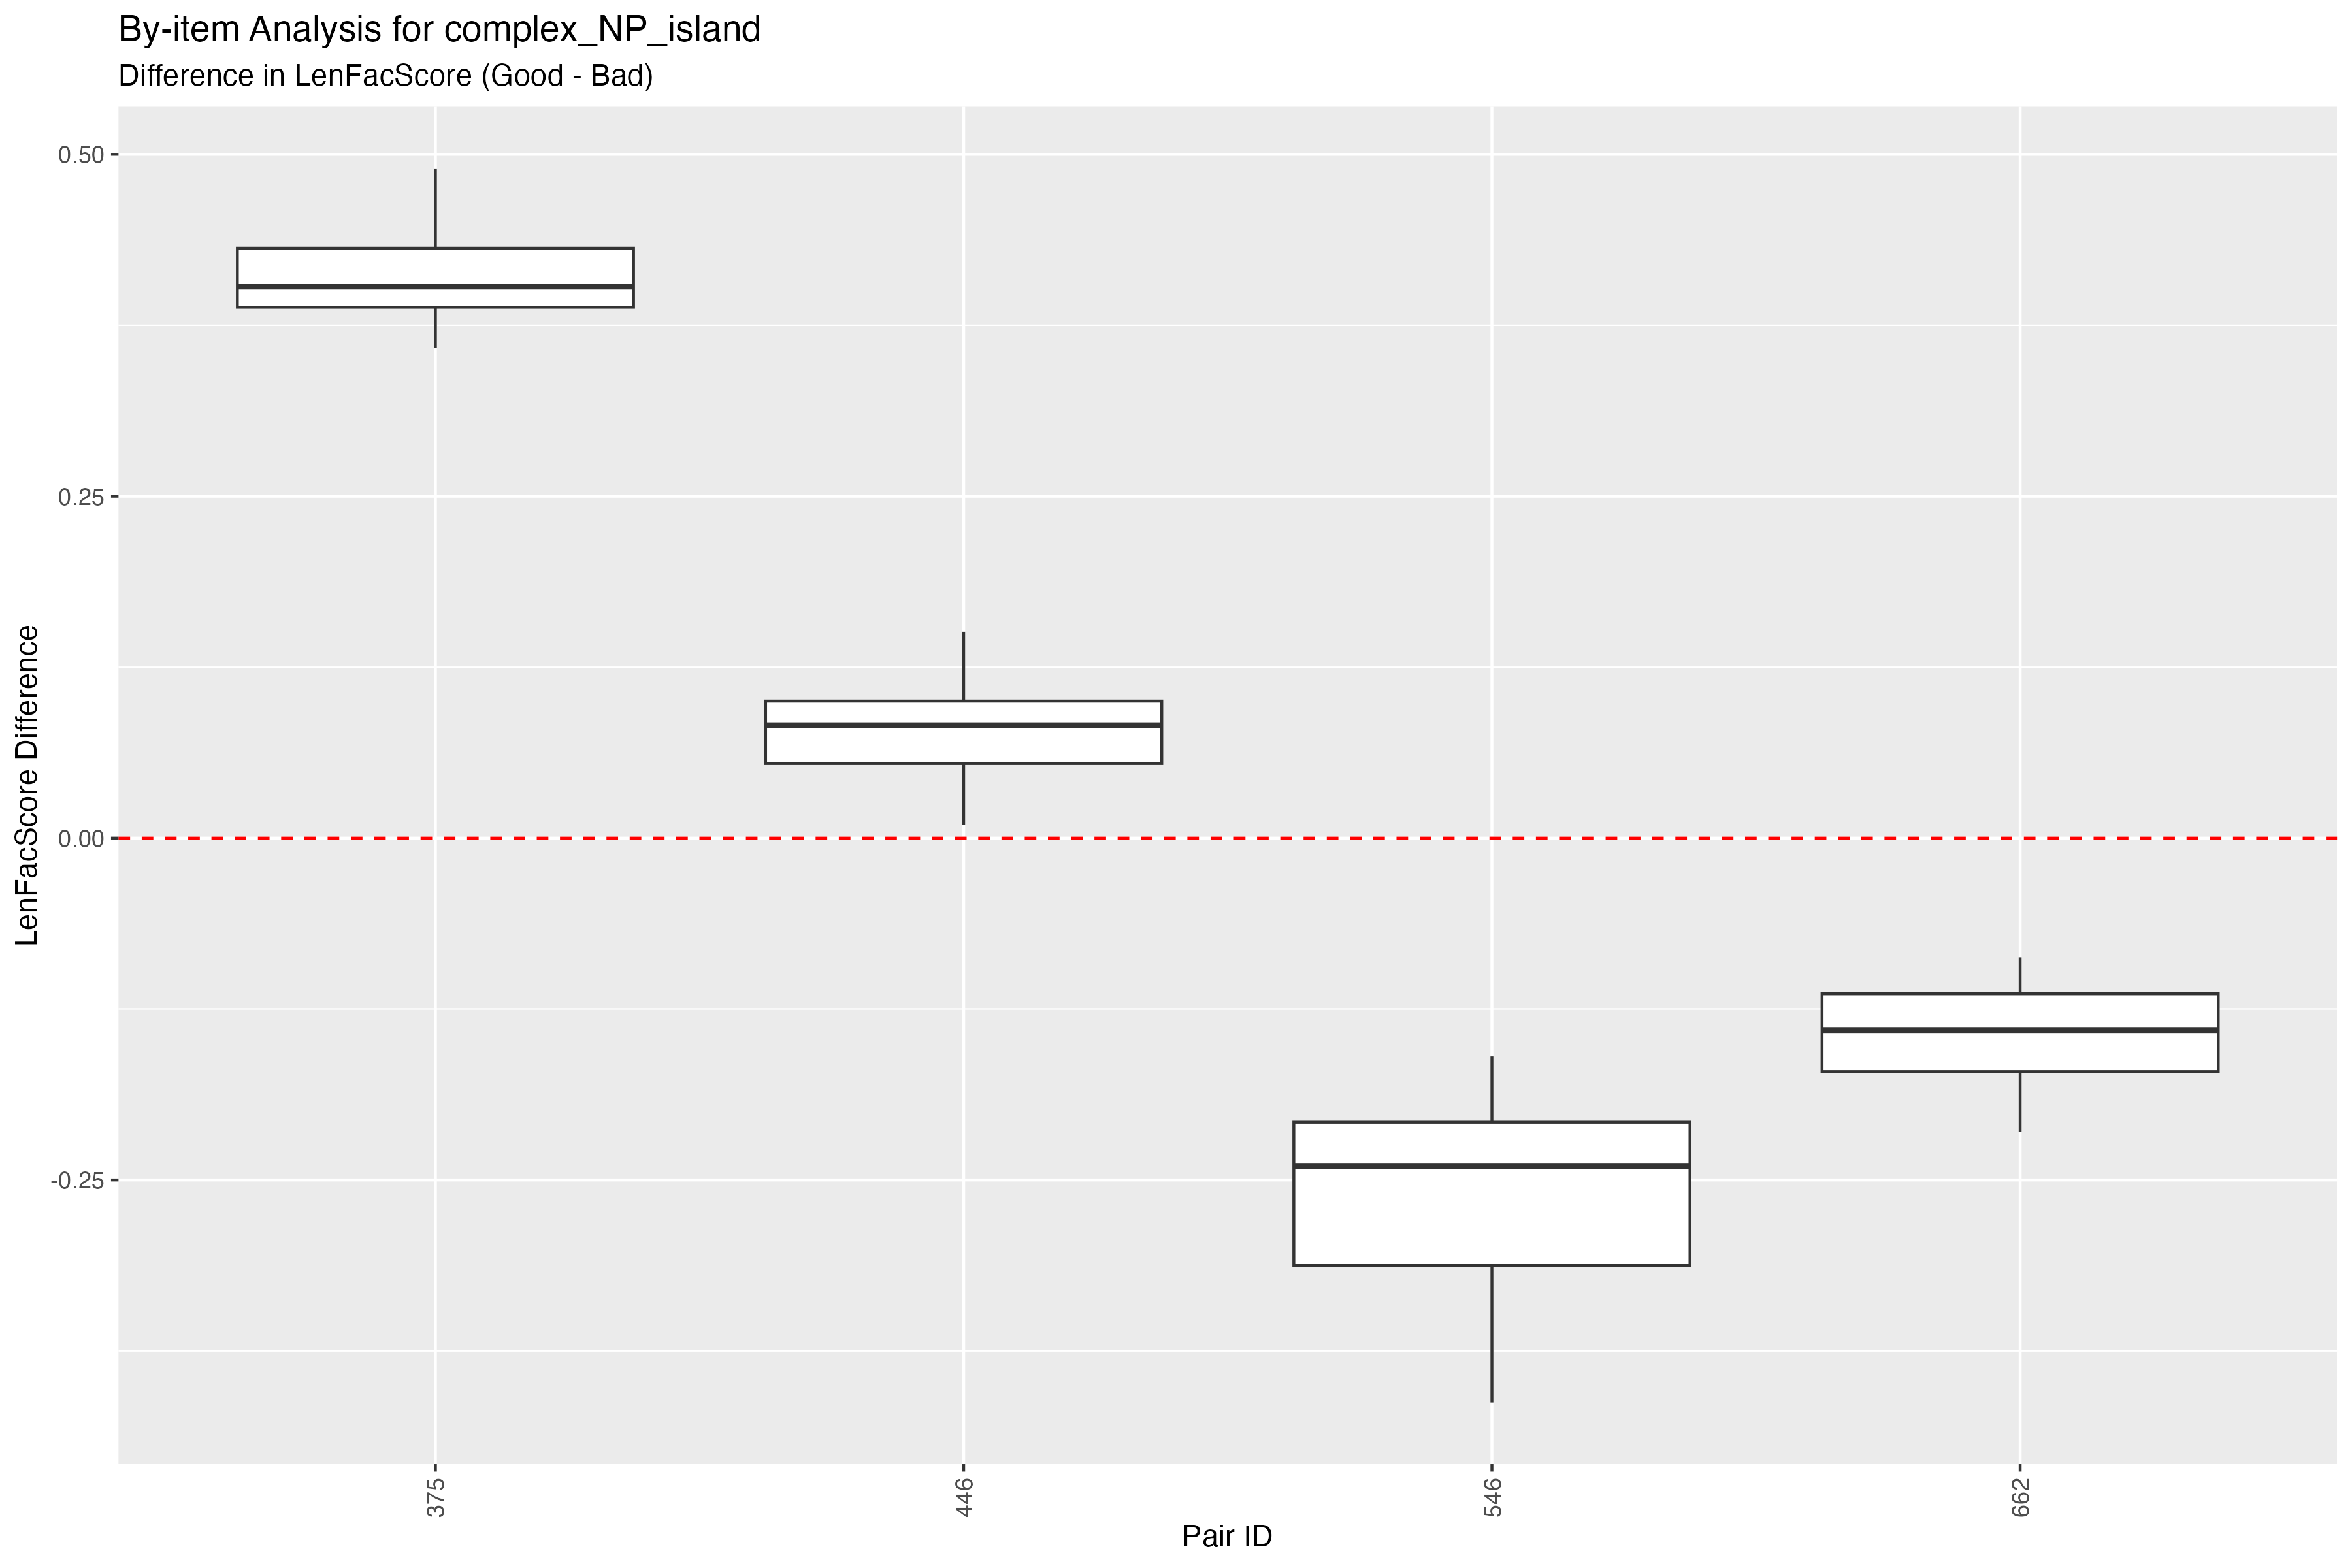 By-item Analysis for complex_NP_island
Difference in LenFacScore (Good - Bad)
LenFacScore Difference
0.50
0.25
0.00
-0.25
375
446
546
662
Pair ID